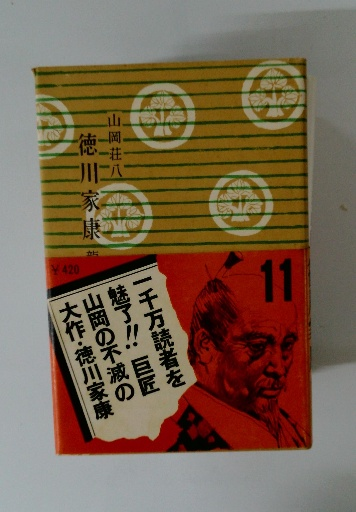 山岡荘八
徳川家康
¥420
11
一千万読者を
魅了!! 巨匠
山岡の不滅の
大作・徳川家康